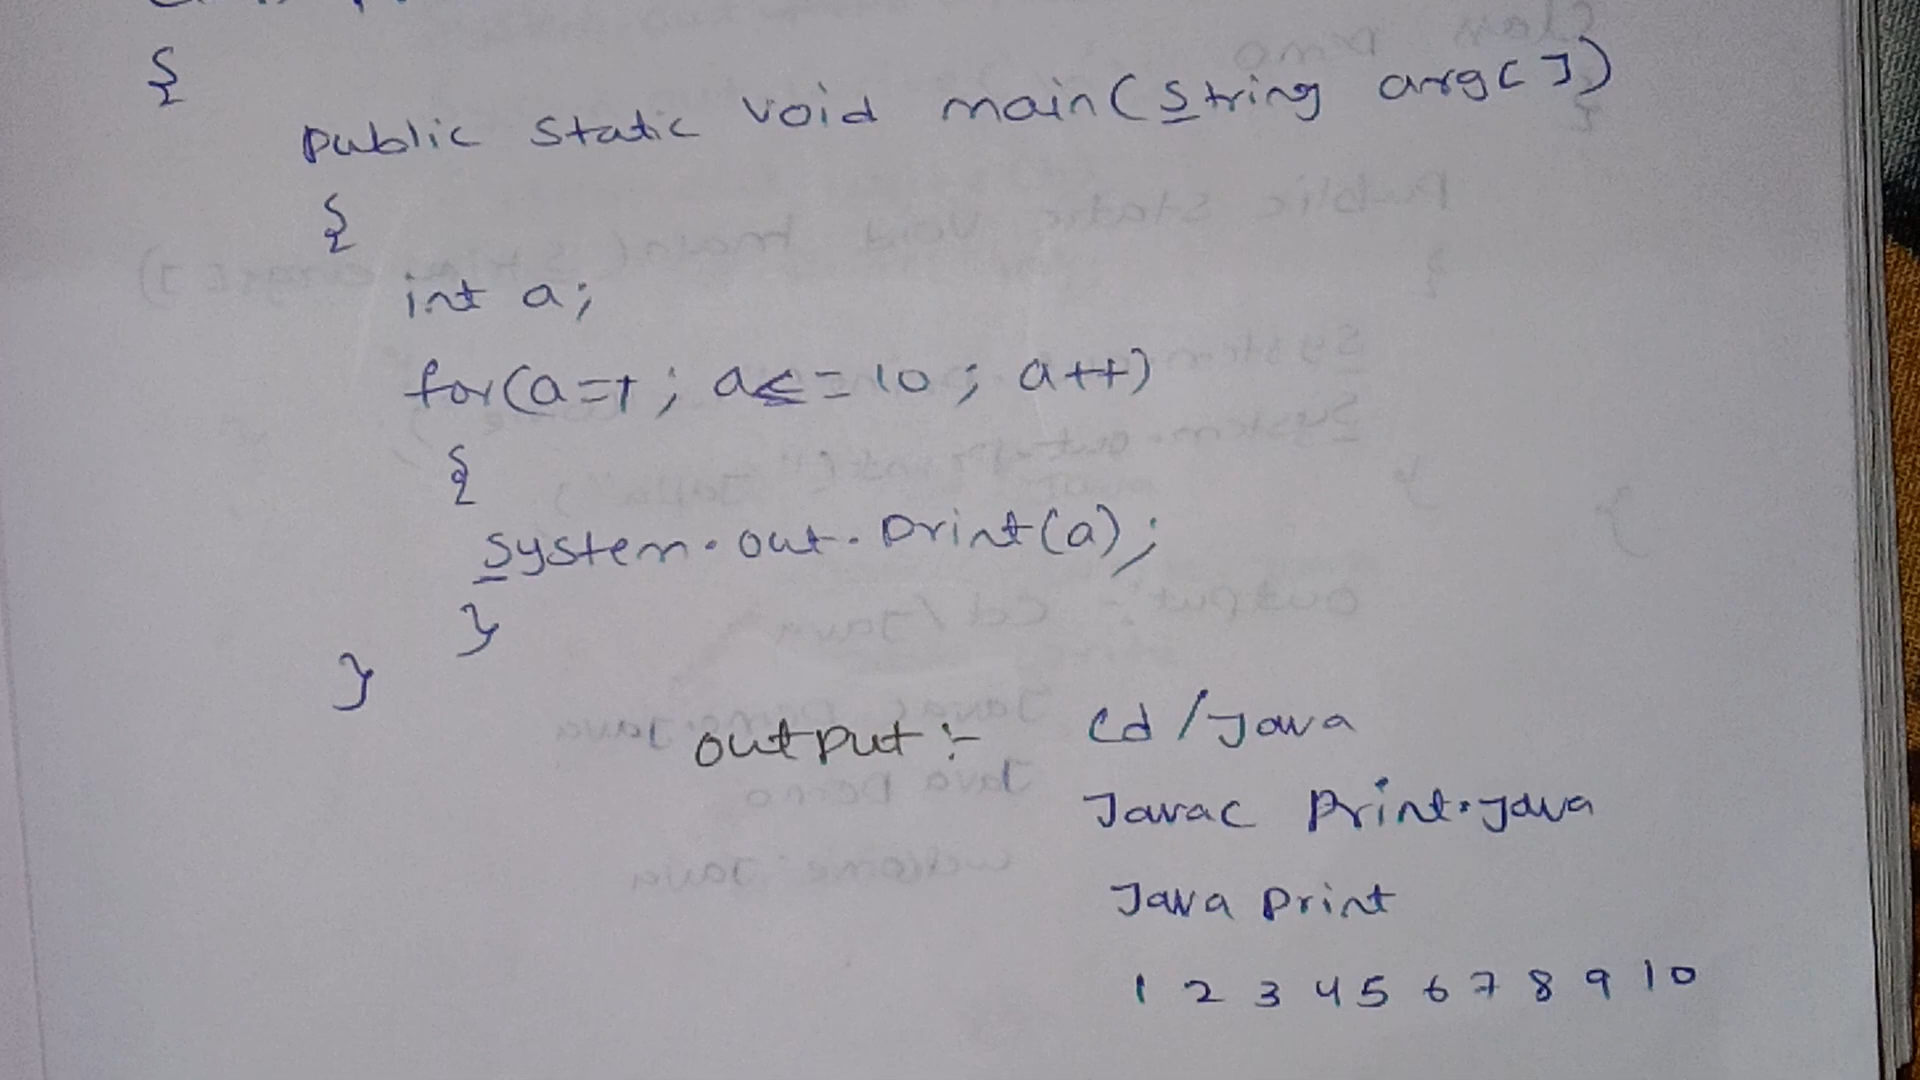 {
public static void main(String arg[])
{
int a;
for(a=1; a<=10; a++)
{
System.out.print(a);
}
}
output:- cd/java
Javac Print.java
Java print
1 2 3 4 5 6 7 8 9 10